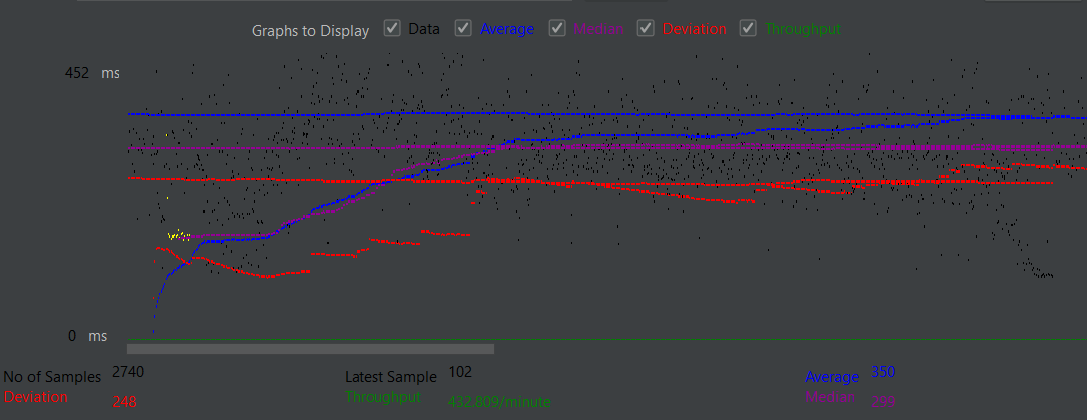 Graphs to Display Data Average Median Deviation Throughput
452 ms
0 ms
No of Samples 2740 Latest Sample 102 Average 350
Deviation 248 Throughput 432.809/minute Median 299